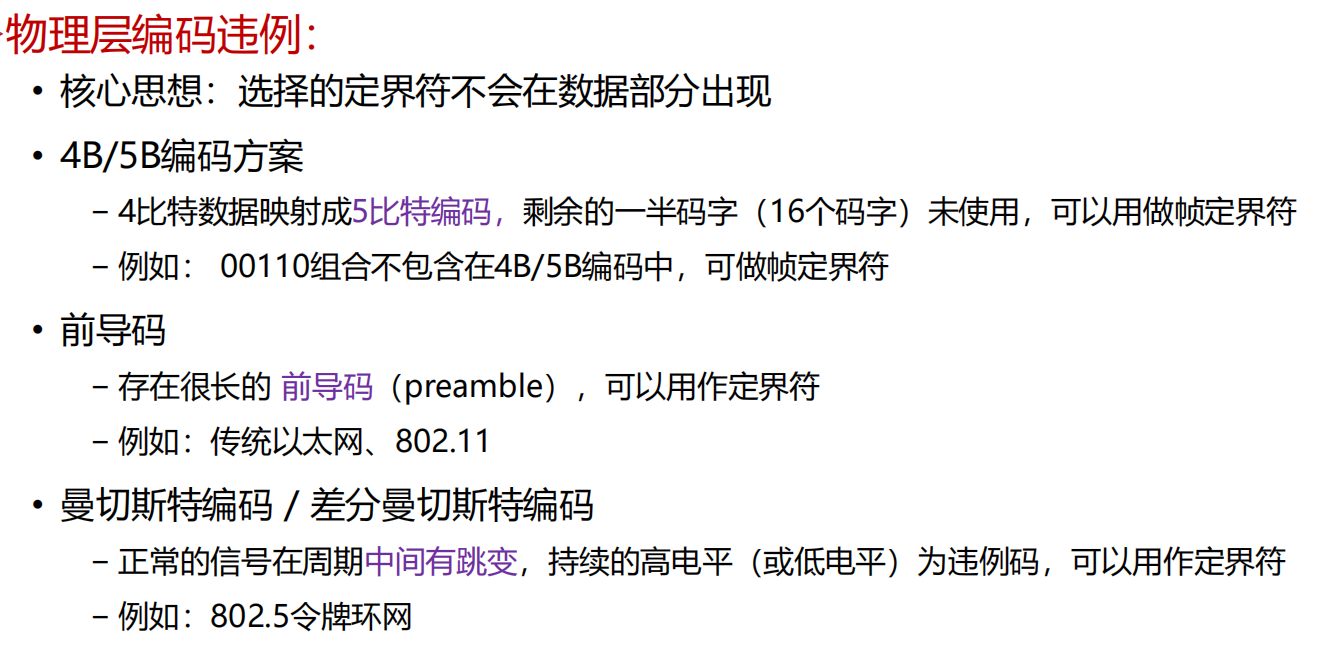 物理层编码违例：
• 核心思想：选择的定界符不会在数据部分出现
• 4B/5B编码方案
– 4比特数据映射成5比特编码，剩余的一半码字（16个码字）未使用，可以用做帧定界符
– 例如： 00110组合不包含在4B/5B编码中，可做帧定界符
• 前导码
– 存在很长的 前导码（preamble），可以用作定界符
– 例如：传统以太网、802.11
• 曼切斯特编码 / 差分曼切斯特编码
– 正常的信号在周期中间有跳变，持续的高电平（或低电平）为违例码，可以用作定界符
– 例如：802.5令牌环网